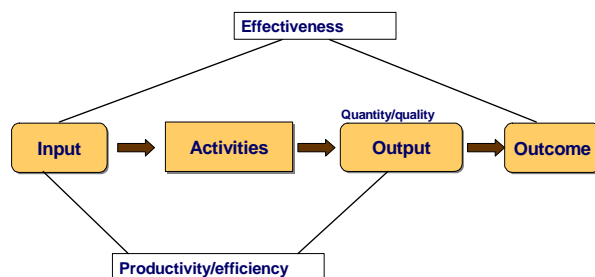 Effectiveness
Quantity/quality
Input
Activities
Output
Outcome
Productivity/efficiency